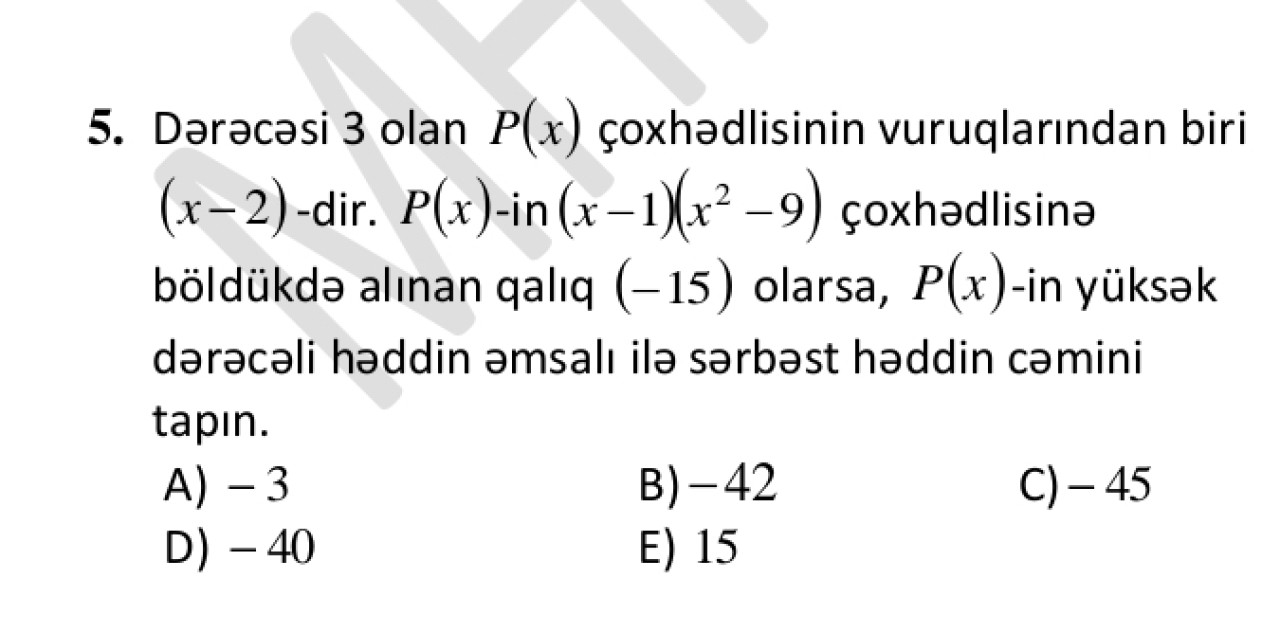 5. Dərəcəsi 3 olan P(x) çoxhədlisinin vuruqlarından biri
(x−2)-dir. P(x)-in (x−1)(x² −9) çoxhədlisinə
böldükdə alınan qalıq (−15) olarsa, P(x)-in yüksək
dərəcəli həddin əmsalı ilə sərbəst həddin cəmini
tapın.
A) − 3 B) −42 C) − 45
D) − 40 E) 15